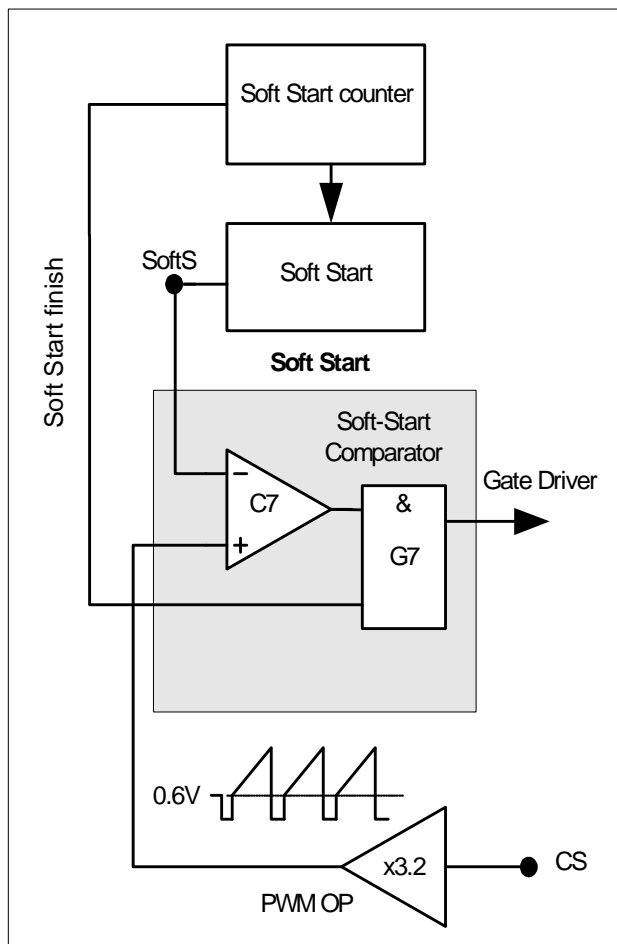 Soft Start counter
SoftS
Soft Start
Soft Start finish
Soft Start
Soft-Start
Comparator
Gate Driver
−
C7
+
&
G7
0.6V
x3.2
CS
PWM OP